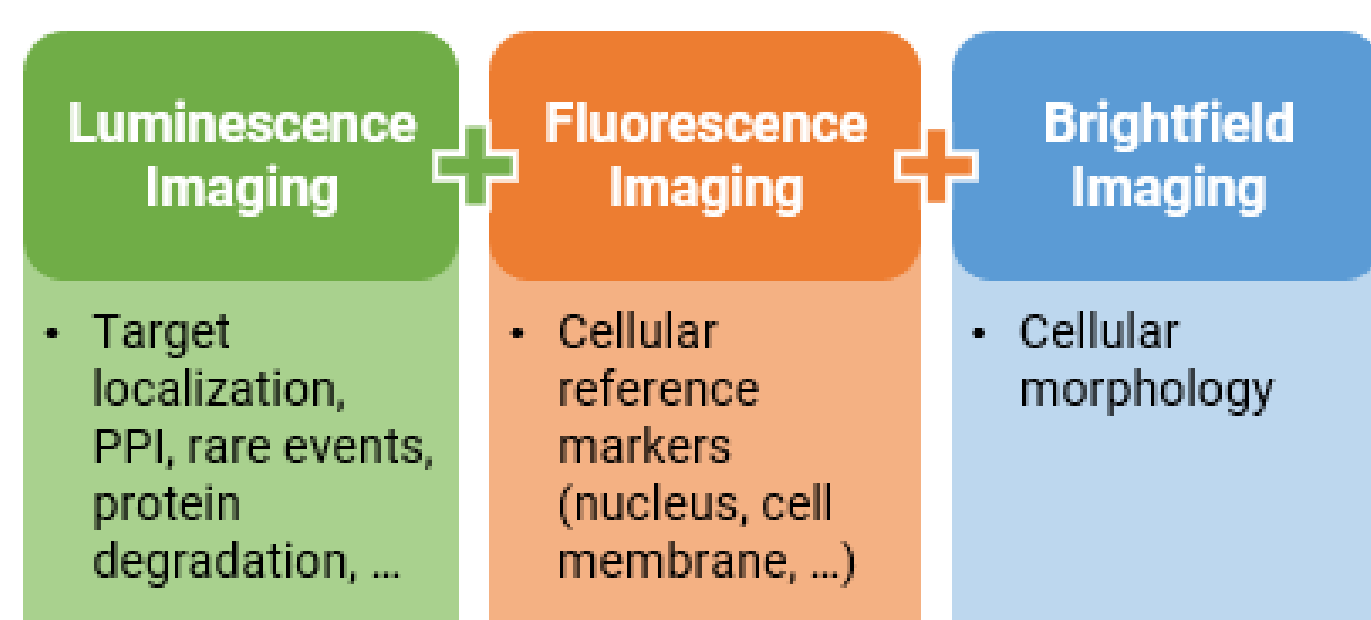 Luminescence
Imaging
• Target
localization,
PPI, rare events,
protein
degradation, ...
Fluorescence
Imaging
• Cellular
reference
markers
(nucleus, cell
membrane, ...)
Brightfield
Imaging
• Cellular
morphology